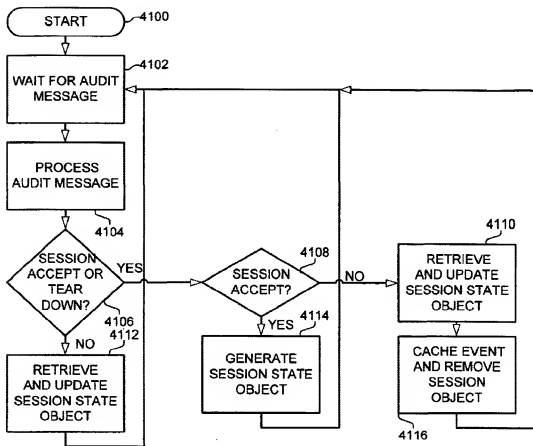 START
4100
4102
WAIT FOR AUDIT
MESSAGE
PROCESS
AUDIT MESSAGE
4104
SESSION
ACCEPT OR
TEAR
DOWN?
YES
4106
NO
4108
SESSION
ACCEPT?
NO
YES
4110
RETRIEVE
AND UPDATE
SESSION STATE
OBJECT
4112
RETRIEVE
AND UPDATE
SESSION STATE
OBJECT
4114
GENERATE
SESSION STATE
OBJECT
CACHE EVENT
AND REMOVE
SESSION
OBJECT
4116